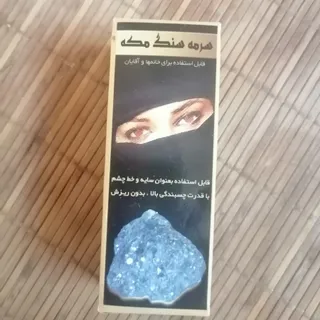 سرمه سنگ مکه
قابل استفاده برای خانمها و آقایان
قابل استفاده بعنوان سایه و خط چشم
با قدرت چسبندگی بالا ، بدون ریزش